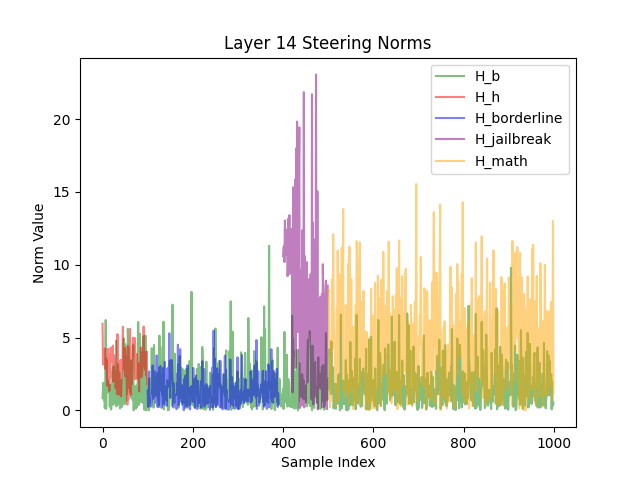 Layer 14 Steering Norms
H_b
H_h
H_borderline
H_jailbreak
H_math
20
15
10
5
0
Norm Value
0 200 400 600 800 1000
Sample Index